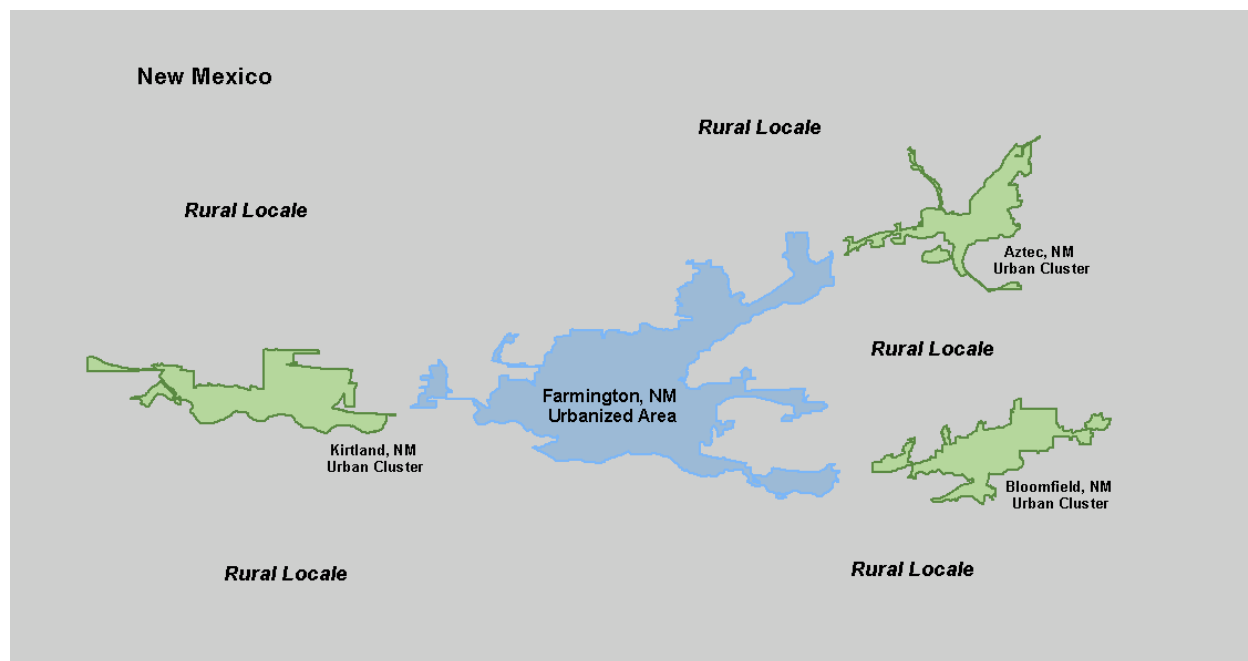 New Mexico
Rural Locale
Rural Locale
Aztec, NM
Urban Cluster
Rural Locale
Farmington, NM
Urbanized Area
Kirtland, NM
Urban Cluster
Bloomfield, NM
Urban Cluster
Rural Locale
Rural Locale